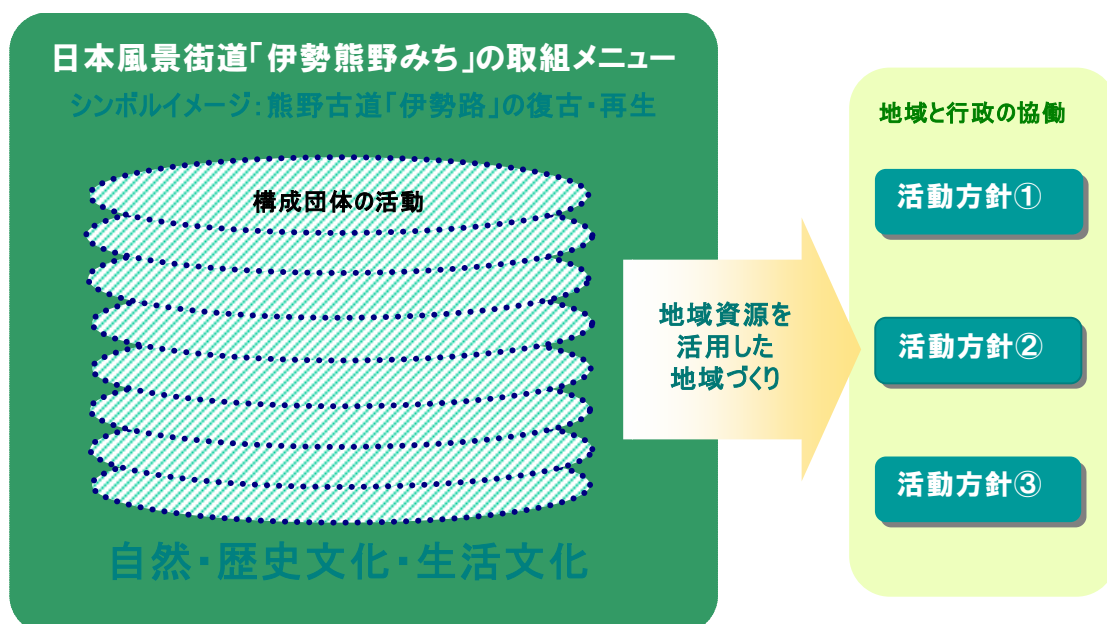 日本風景街道「伊勢熊野みち」の取組メニュー
シンボルイメージ：熊野古道「伊勢路」の復古・再生
構成団体の活動
自然・歴史文化・生活文化
地域資源を
活用した
地域づくり
地域と行政の協働
活動方針①
活動方針②
活動方針③